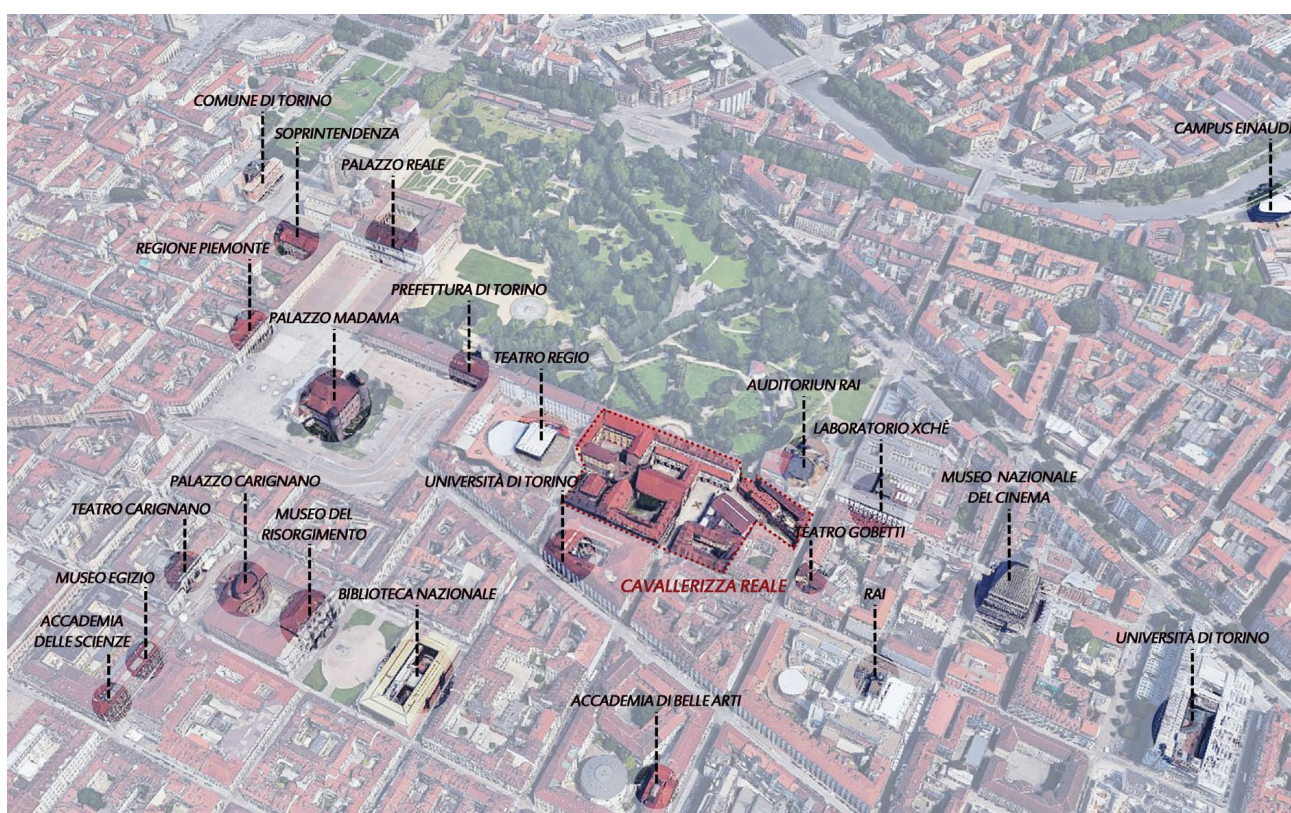 COMUNE DI TORINO
SOPRINTENDENZA
CAMPUS EINAUDI
PALAZZO REALE
REGIONE PIEMONTE
PREFETTURA DI TORINO
PALAZZO MADAMA
TEATRO REGIO
AUDITORIUN RAI
LABORATORIO XCHÈ
PALAZZO CARIGNANO
UNIVERSITÀ DI TORINO
MUSEO NAZIONALE
DEL CINEMA
TEATRO CARIGNANO
MUSEO DEL
RISORGIMENTO
TEATRO GOBETTI
MUSEO EGIZIO
CAVALLERIZZA REALE
BIBLIOTECA NAZIONALE
RAI
ACCADEMIA
DELLE SCIENZE
UNIVERSITÀ DI TORINO
ACCADEMIA DI BELLE ARTI